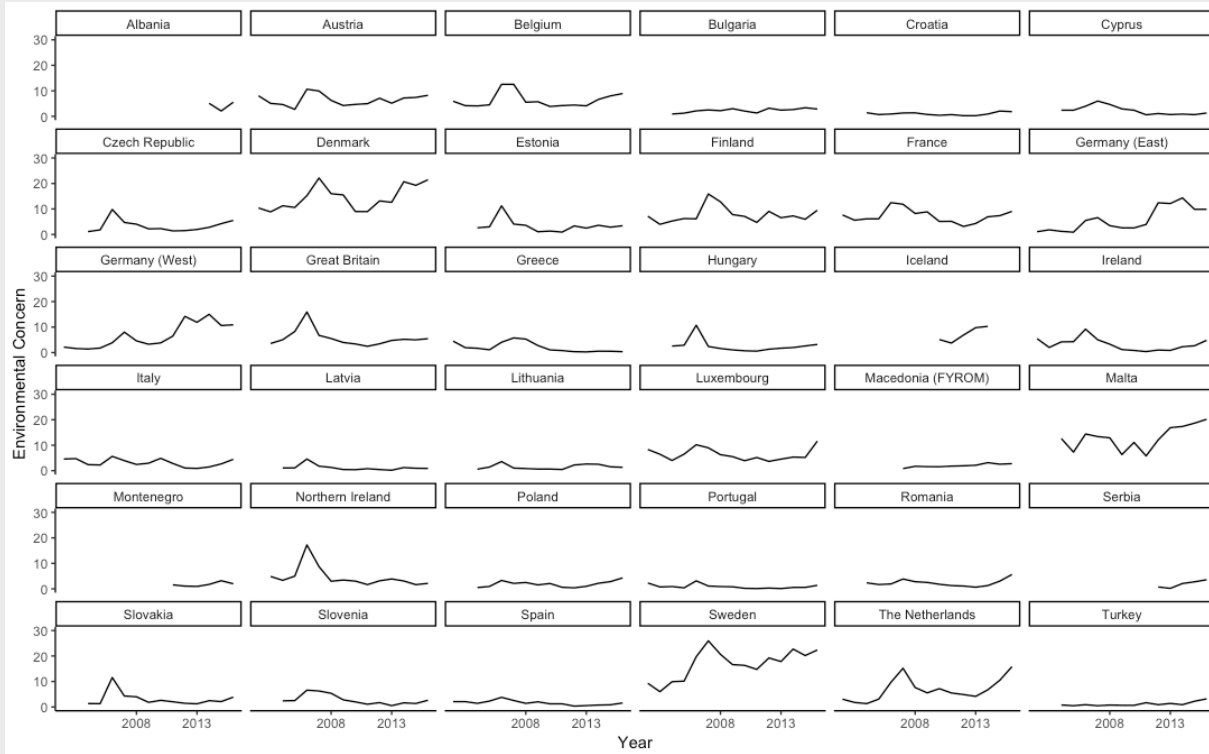 Albania Austria Belgium Bulgaria Croatia Cyprus
30
20
10
0
Czech Republic Denmark Estonia Finland France Germany (East)
30
20
10
0
Germany (West) Great Britain Greece Hungary Iceland Ireland
30
20
10
0
Italy Latvia Lithuania Luxembourg Macedonia (FYROM) Malta
30
20
10
0
Montenegro Northern Ireland Poland Portugal Romania Serbia
30
20
10
0
Slovakia Slovenia Spain Sweden The Netherlands Turkey
30
20
10
0
2008 2013 2008 2013 2008 2013 2008 2013 2008 2013 2008 2013
Year
Environmental Concern